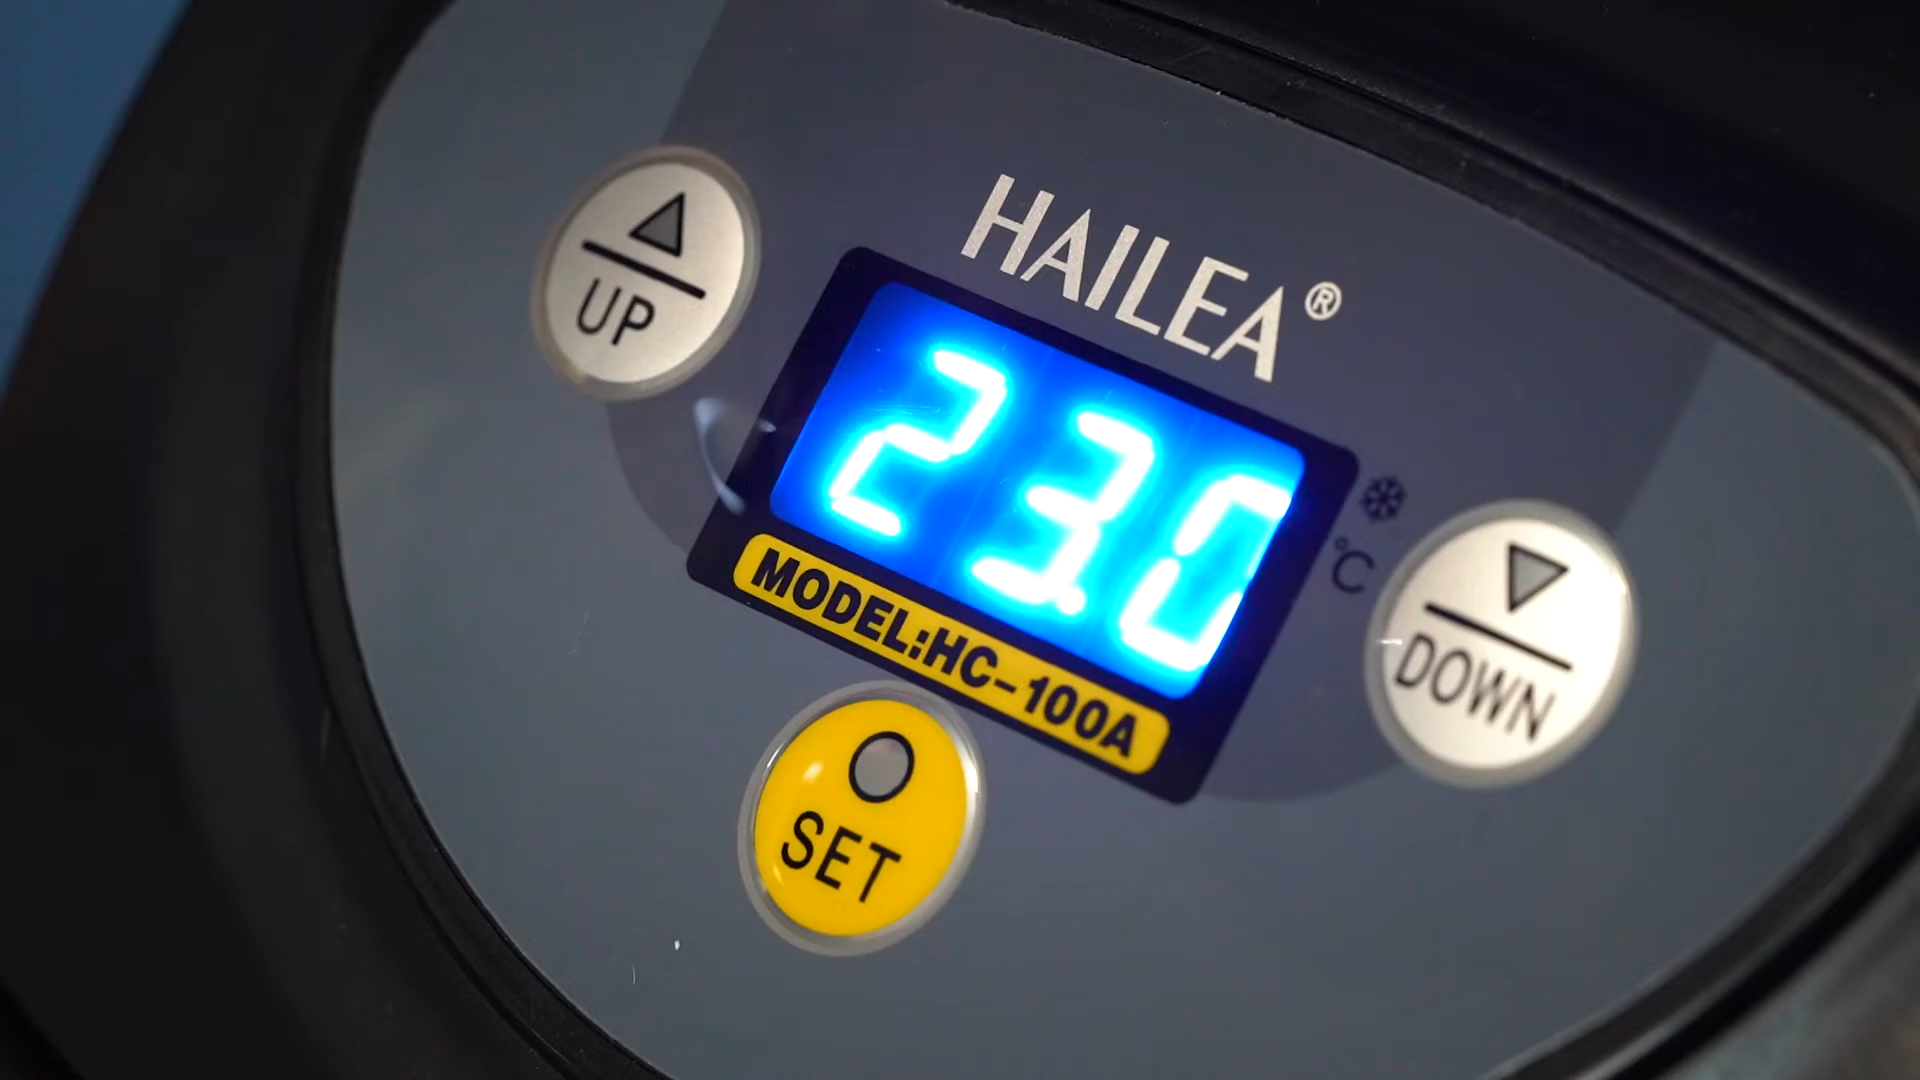 HAILEA®
UP
23.0
℃
DOWN
MODEL:HC-100A
SET